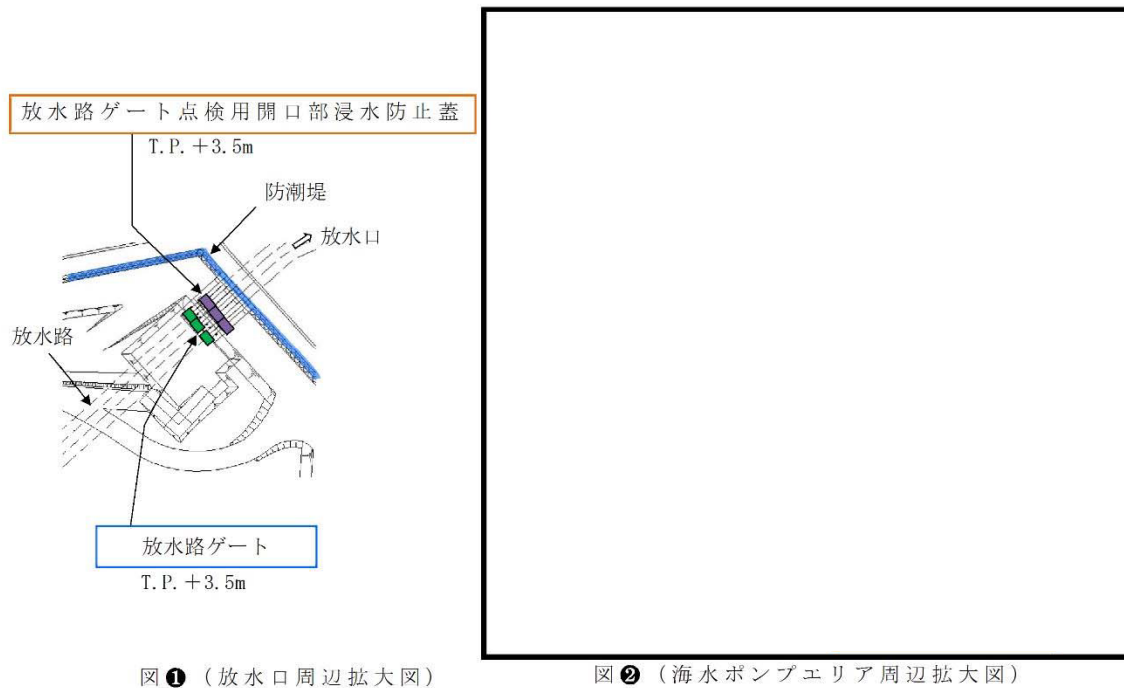 放水路ゲート点検用開口部浸水防止蓋
T.P.+3.5m
防潮堤
放水口
放水路
放水路ゲート
T.P.+3.5m
図❶（放水口周辺拡大図）
図❷（海水ポンプエリア周辺拡大図）